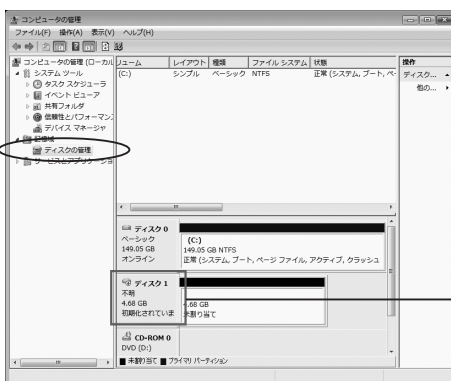 コンピュータの管理
ファイル(F) 操作(A) 表示(V) ヘルプ(H)
コンピュータの管理 (ローカル
システム ツール
タスク スケジューラ
イベント ビューア
共有フォルダ
信頼性とパフォーマン
デバイス マネージャ
記憶域
ディスクの管理
サービスとアプリケーショ
ボリューム レイアウト 種類 ファイル システム 状態
(C:) シンプル ベーシック NTFS 正常 (システム, ブート, ペ
操作
ディスク...
他の...
ディスク 0
ベーシック
149.05 GB
オンライン
(C:)
149.05 GB NTFS
正常 (システム, ブート, ページ ファイル, アクティブ, クラッシュ
ディスク 1
不明
4.68 GB
初期化されていま
4.68 GB
未割り当て
CD-ROM 0
DVD (D:)
未割り当て プライマリ パーティション